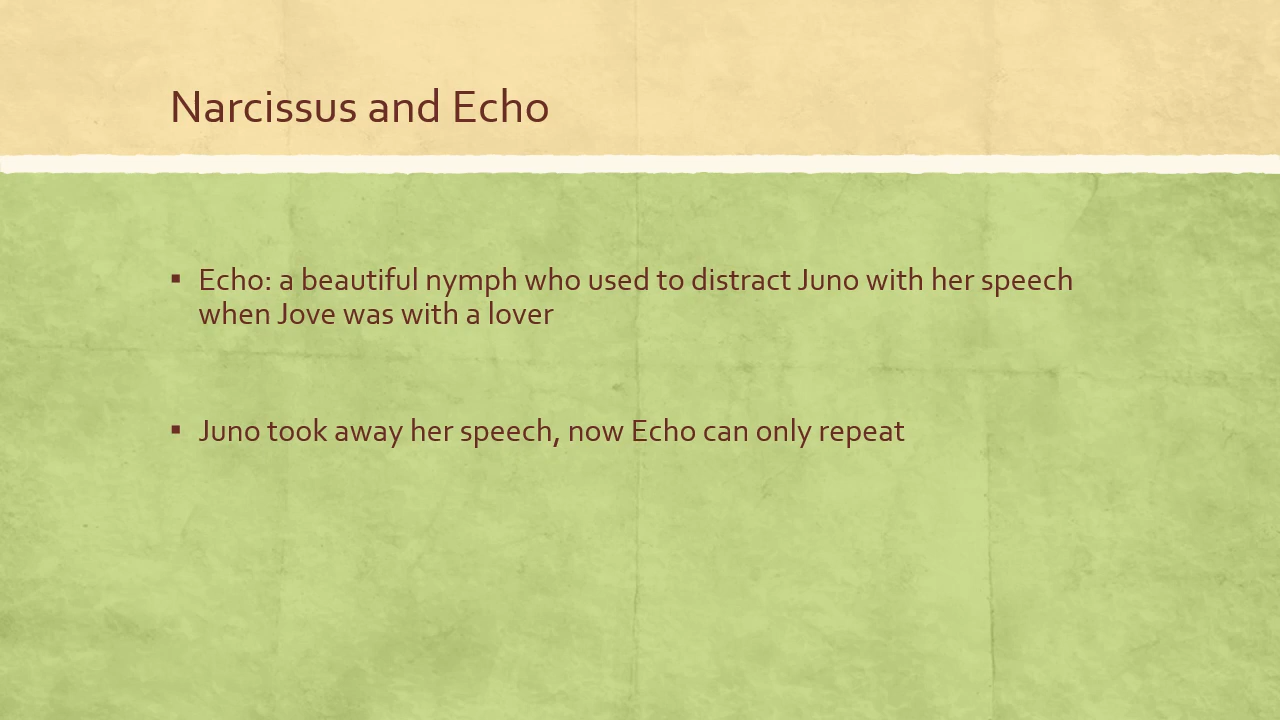 Narcissus and Echo
▪ Echo: a beautiful nymph who used to distract Juno with her speech
when Jove was with a lover
▪ Juno took away her speech, now Echo can only repeat